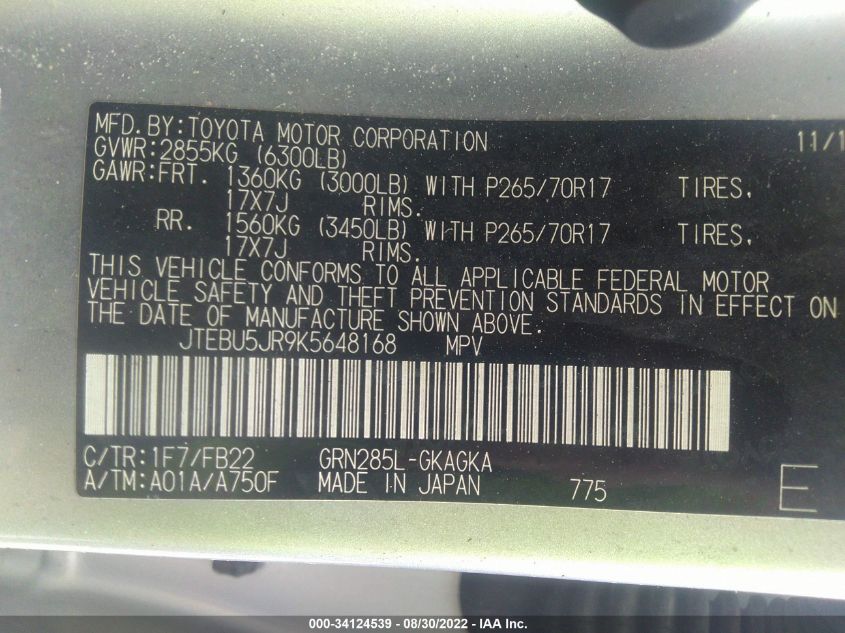 MFD.BY:TOYOTA MOTOR CORPORATION 11/1
GVWR:2855KG (6300LB)
GAWR:FRT. 1360KG (3000LB) WITH P265/70R17 TIRES,
17X7J RIMS.
RR. 1560KG (3450LB) WITH P265/70R17 TIRES,
17X7J RIMS.
THIS VEHICLE CONFORMS TO ALL APPLICABLE FEDERAL MOTOR
VEHICLE SAFETY AND THEFT PREVENTION STANDARDS IN EFFECT ON
THE DATE OF MANUFACTURE SHOWN ABOVE.
JTEBU5JR9K5648168 MPV
C/TR:1F7/FB22 GRN285L-GKAGKA
A/TM:A01A/A750F MADE IN JAPAN 775 E
000-34124539 - 08/30/2022 - IAA Inc.